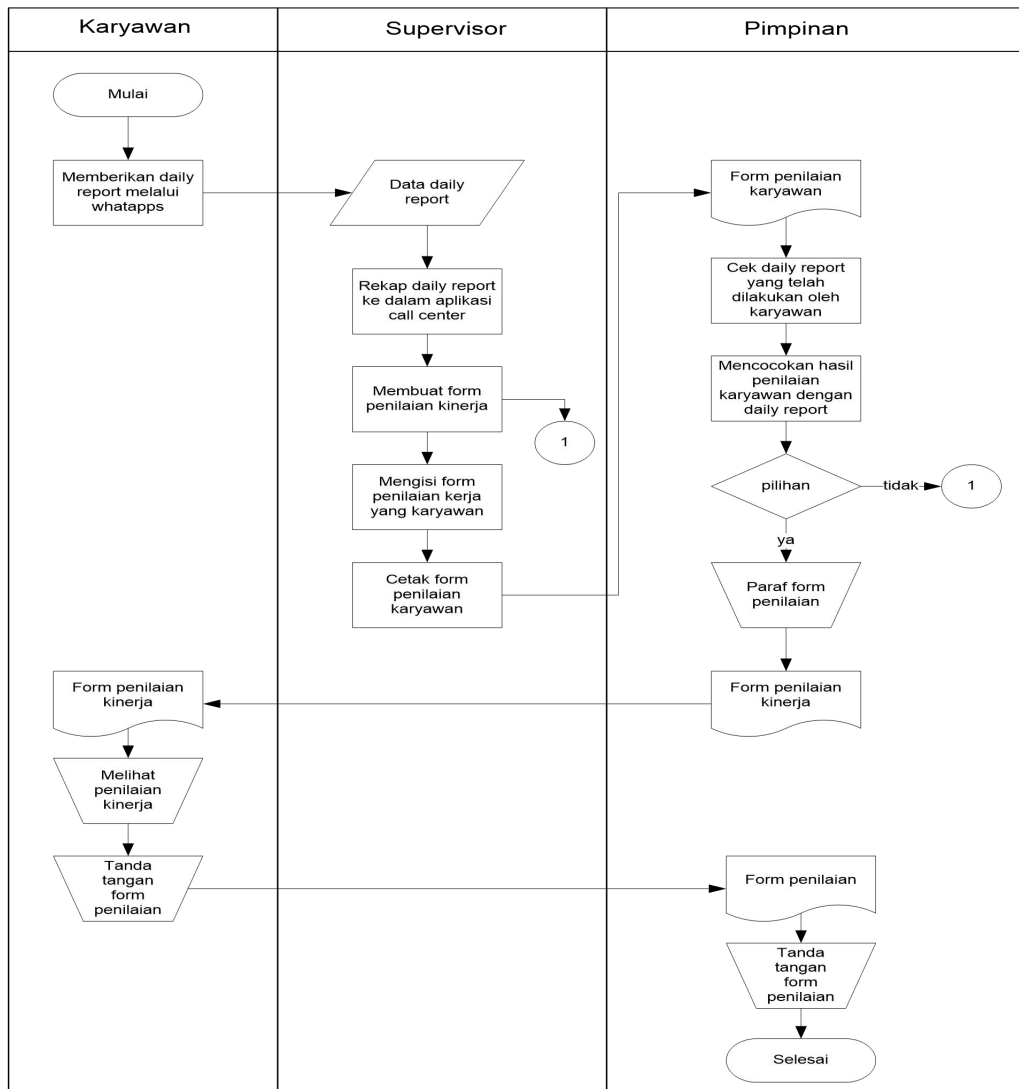 Karyawan
Supervisor
Pimpinan
Mulai
Memberikan daily
report melalui
whatapps
Data daily
report
Form penilaian
karyawan
Rekap daily report
ke dalam aplikasi
call center
Cek daily report
yang telah
dilakukan oleh
karyawan
Membuat form
penilaian kinerja
1
Mencocokan hasil
penilaian
karyawan dengan
daily report
Mengisi form
penilaian kerja
yang karyawan
pilihan
tidak
1
ya
Cetak form
penilaian
karyawan
Paraf form
penilaian
Form penilaian
kinerja
Form penilaian
kinerja
Melihat
penilaian
kinerja
Tanda
tangan
form
penilaian
Form penilaian
Tanda
tangan
form
penilaian
Selesai